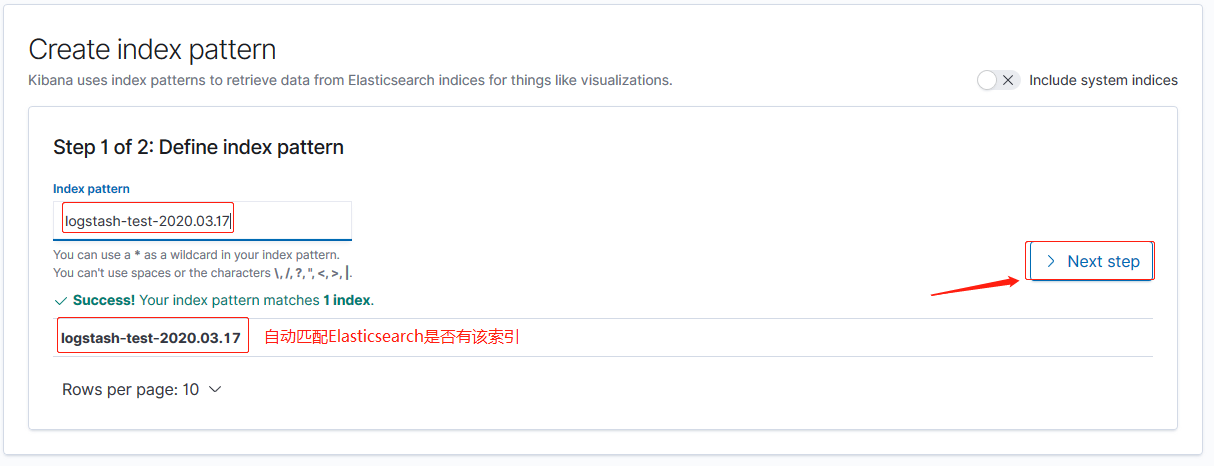 Create index pattern
Kibana uses index patterns to retrieve data from Elasticsearch indices for things like visualizations.
Include system indices
Step 1 of 2: Define index pattern
Index pattern
logstash-test-2020.03.17
You can use a * as a wildcard in your index pattern.
You can't use spaces or the characters \, /, ?, ", <, >, |.
Next step
Success! Your index pattern matches 1 index.
logstash-test-2020.03.17 自动匹配Elasticsearch是否有该索引
Rows per page: 10